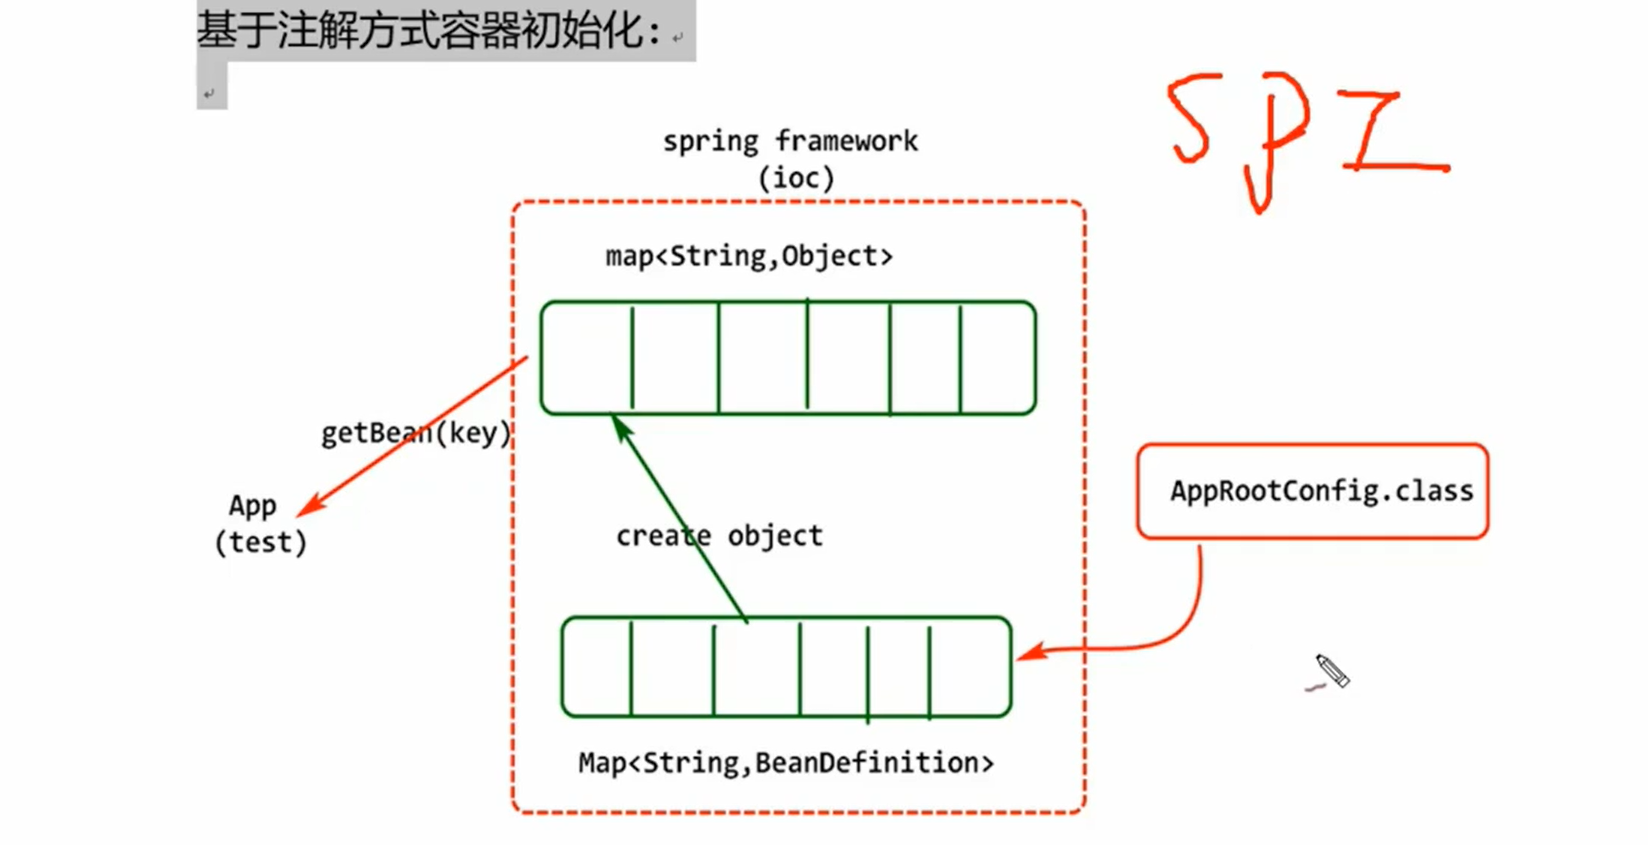 基于注解方式容器初始化：
SPI
spring framework
(ioc)
map<String,Object>
getBean(key)
App
(test)
create object
AppRootConfig.class
Map<String,BeanDefinition>